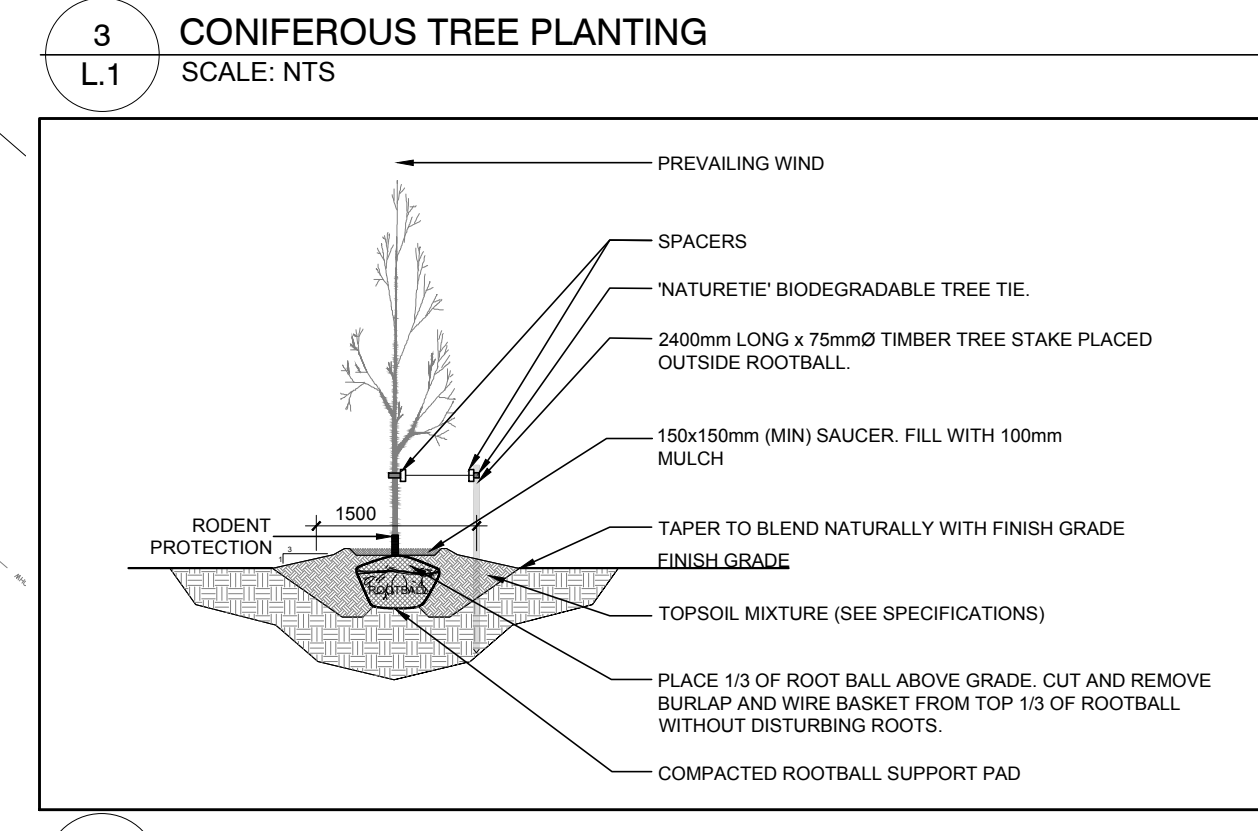 3
CONIFEROUS TREE PLANTING
L.1
SCALE: NTS
PREVAILING WIND
SPACERS
'NATURETIE' BIODEGRADABLE TREE TIE.
2400mm LONG x 75mmØ TIMBER TREE STAKE PLACED
OUTSIDE ROOTBALL.
150x150mm (MIN) SAUCER. FILL WITH 100mm
MULCH
1500
RODENT
PROTECTION
3
1
TAPER TO BLEND NATURALLY WITH FINISH GRADE
FINISH GRADE
ROOTBALL
TOPSOIL MIXTURE (SEE SPECIFICATIONS)
PLACE 1/3 OF ROOT BALL ABOVE GRADE. CUT AND REMOVE
BURLAP AND WIRE BASKET FROM TOP 1/3 OF ROOTBALL
WITHOUT DISTURBING ROOTS.
COMPACTED ROOTBALL SUPPORT PAD